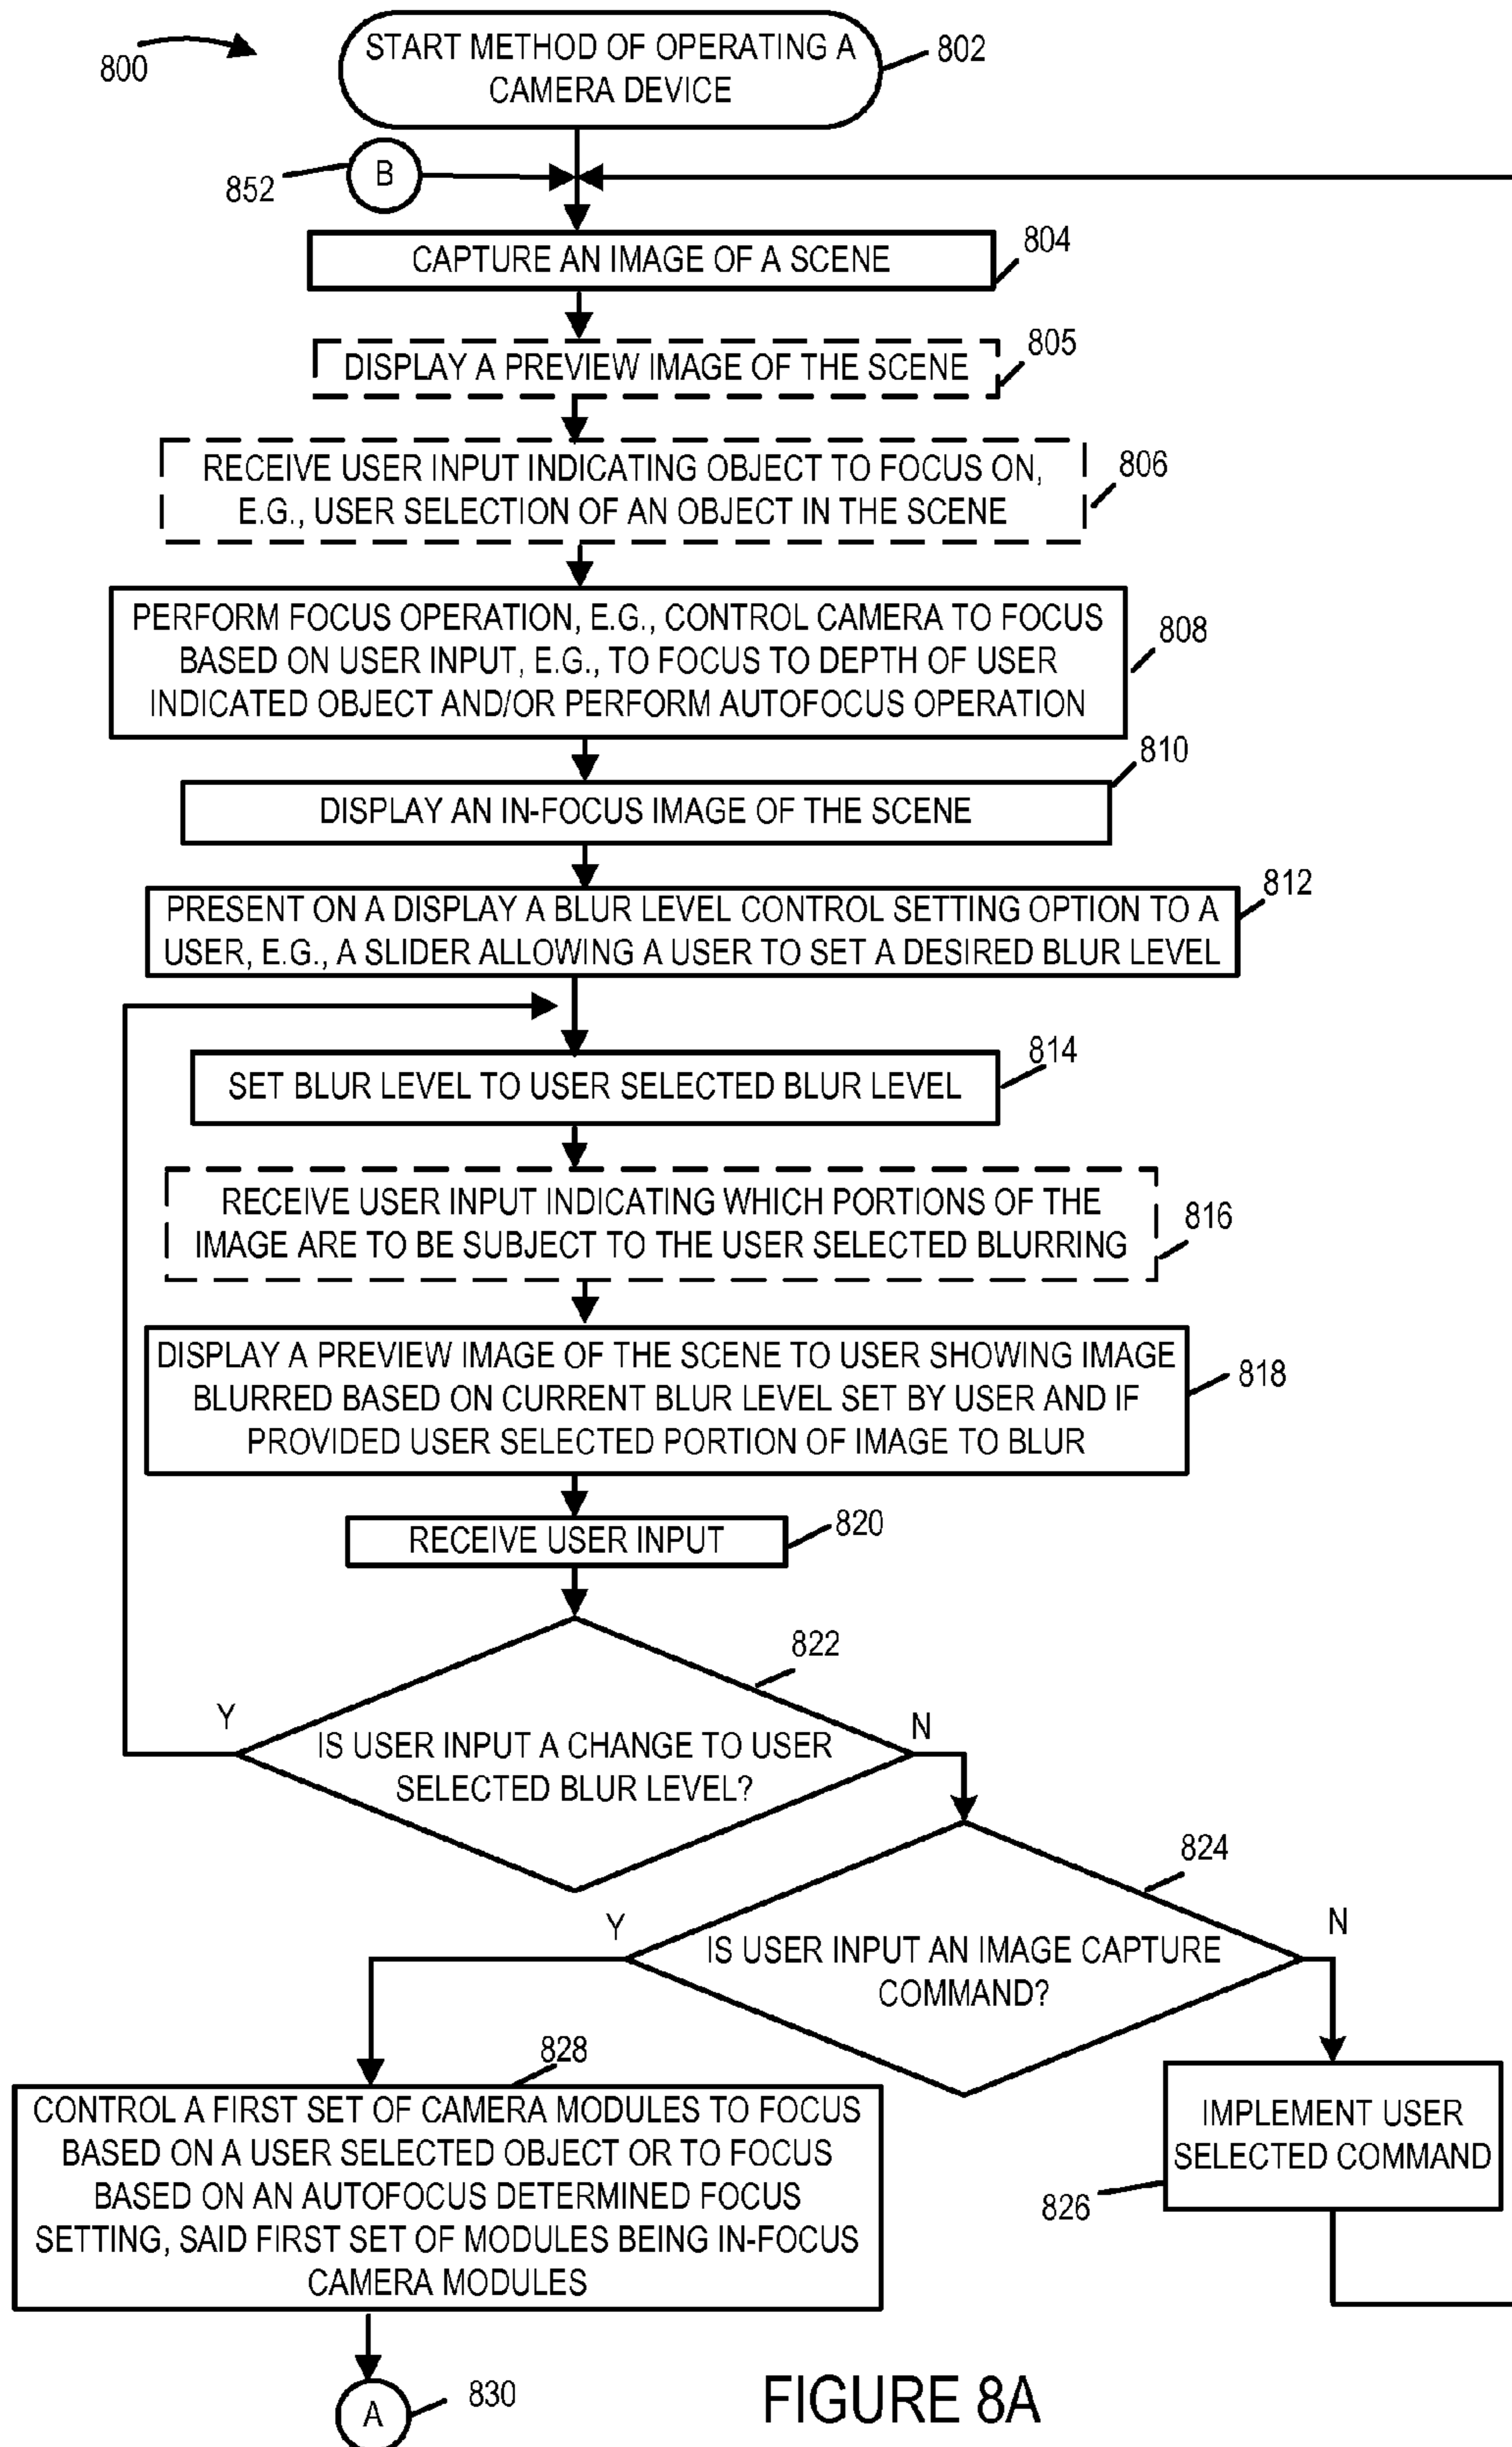 800
START METHOD OF OPERATING A
CAMERA DEVICE
802
852
B
CAPTURE AN IMAGE OF A SCENE
804
DISPLAY A PREVIEW IMAGE OF THE SCENE
805
RECEIVE USER INPUT INDICATING OBJECT TO FOCUS ON,
E.G., USER SELECTION OF AN OBJECT IN THE SCENE
806
PERFORM FOCUS OPERATION, E.G., CONTROL CAMERA TO FOCUS
BASED ON USER INPUT, E.G., TO FOCUS TO DEPTH OF USER
INDICATED OBJECT AND/OR PERFORM AUTOFOCUS OPERATION
808
DISPLAY AN IN-FOCUS IMAGE OF THE SCENE
810
PRESENT ON A DISPLAY A BLUR LEVEL CONTROL SETTING OPTION TO A
USER, E.G., A SLIDER ALLOWING A USER TO SET A DESIRED BLUR LEVEL
812
SET BLUR LEVEL TO USER SELECTED BLUR LEVEL
814
RECEIVE USER INPUT INDICATING WHICH PORTIONS OF THE
IMAGE ARE TO BE SUBJECT TO THE USER SELECTED BLURRING
816
DISPLAY A PREVIEW IMAGE OF THE SCENE TO USER SHOWING IMAGE
BLURRED BASED ON CURRENT BLUR LEVEL SET BY USER AND IF
PROVIDED USER SELECTED PORTION OF IMAGE TO BLUR
818
RECEIVE USER INPUT
820
822
Y
IS USER INPUT A CHANGE TO USER
SELECTED BLUR LEVEL?
N
824
Y
IS USER INPUT AN IMAGE CAPTURE
COMMAND?
N
828
CONTROL A FIRST SET OF CAMERA MODULES TO FOCUS
BASED ON A USER SELECTED OBJECT OR TO FOCUS
BASED ON AN AUTOFOCUS DETERMINED FOCUS
SETTING, SAID FIRST SET OF MODULES BEING IN-FOCUS
CAMERA MODULES
IMPLEMENT USER
SELECTED COMMAND
826
A
830
FIGURE 8A